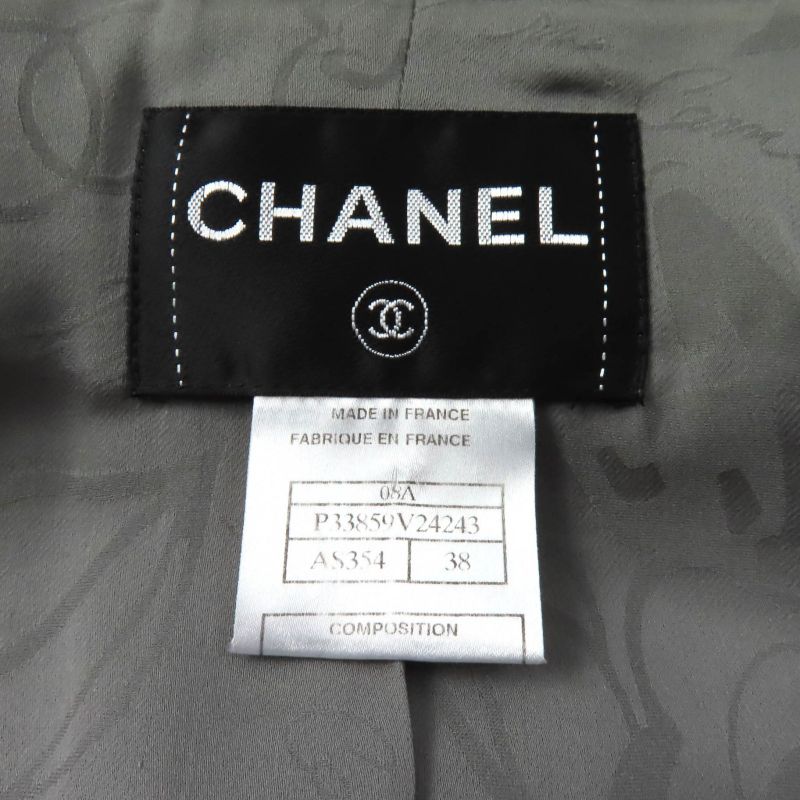 CHANEL
MADE IN FRANCE
FABRIQUE EN FRANCE
08A
P33859V24243
AS354 38
COMPOSITION